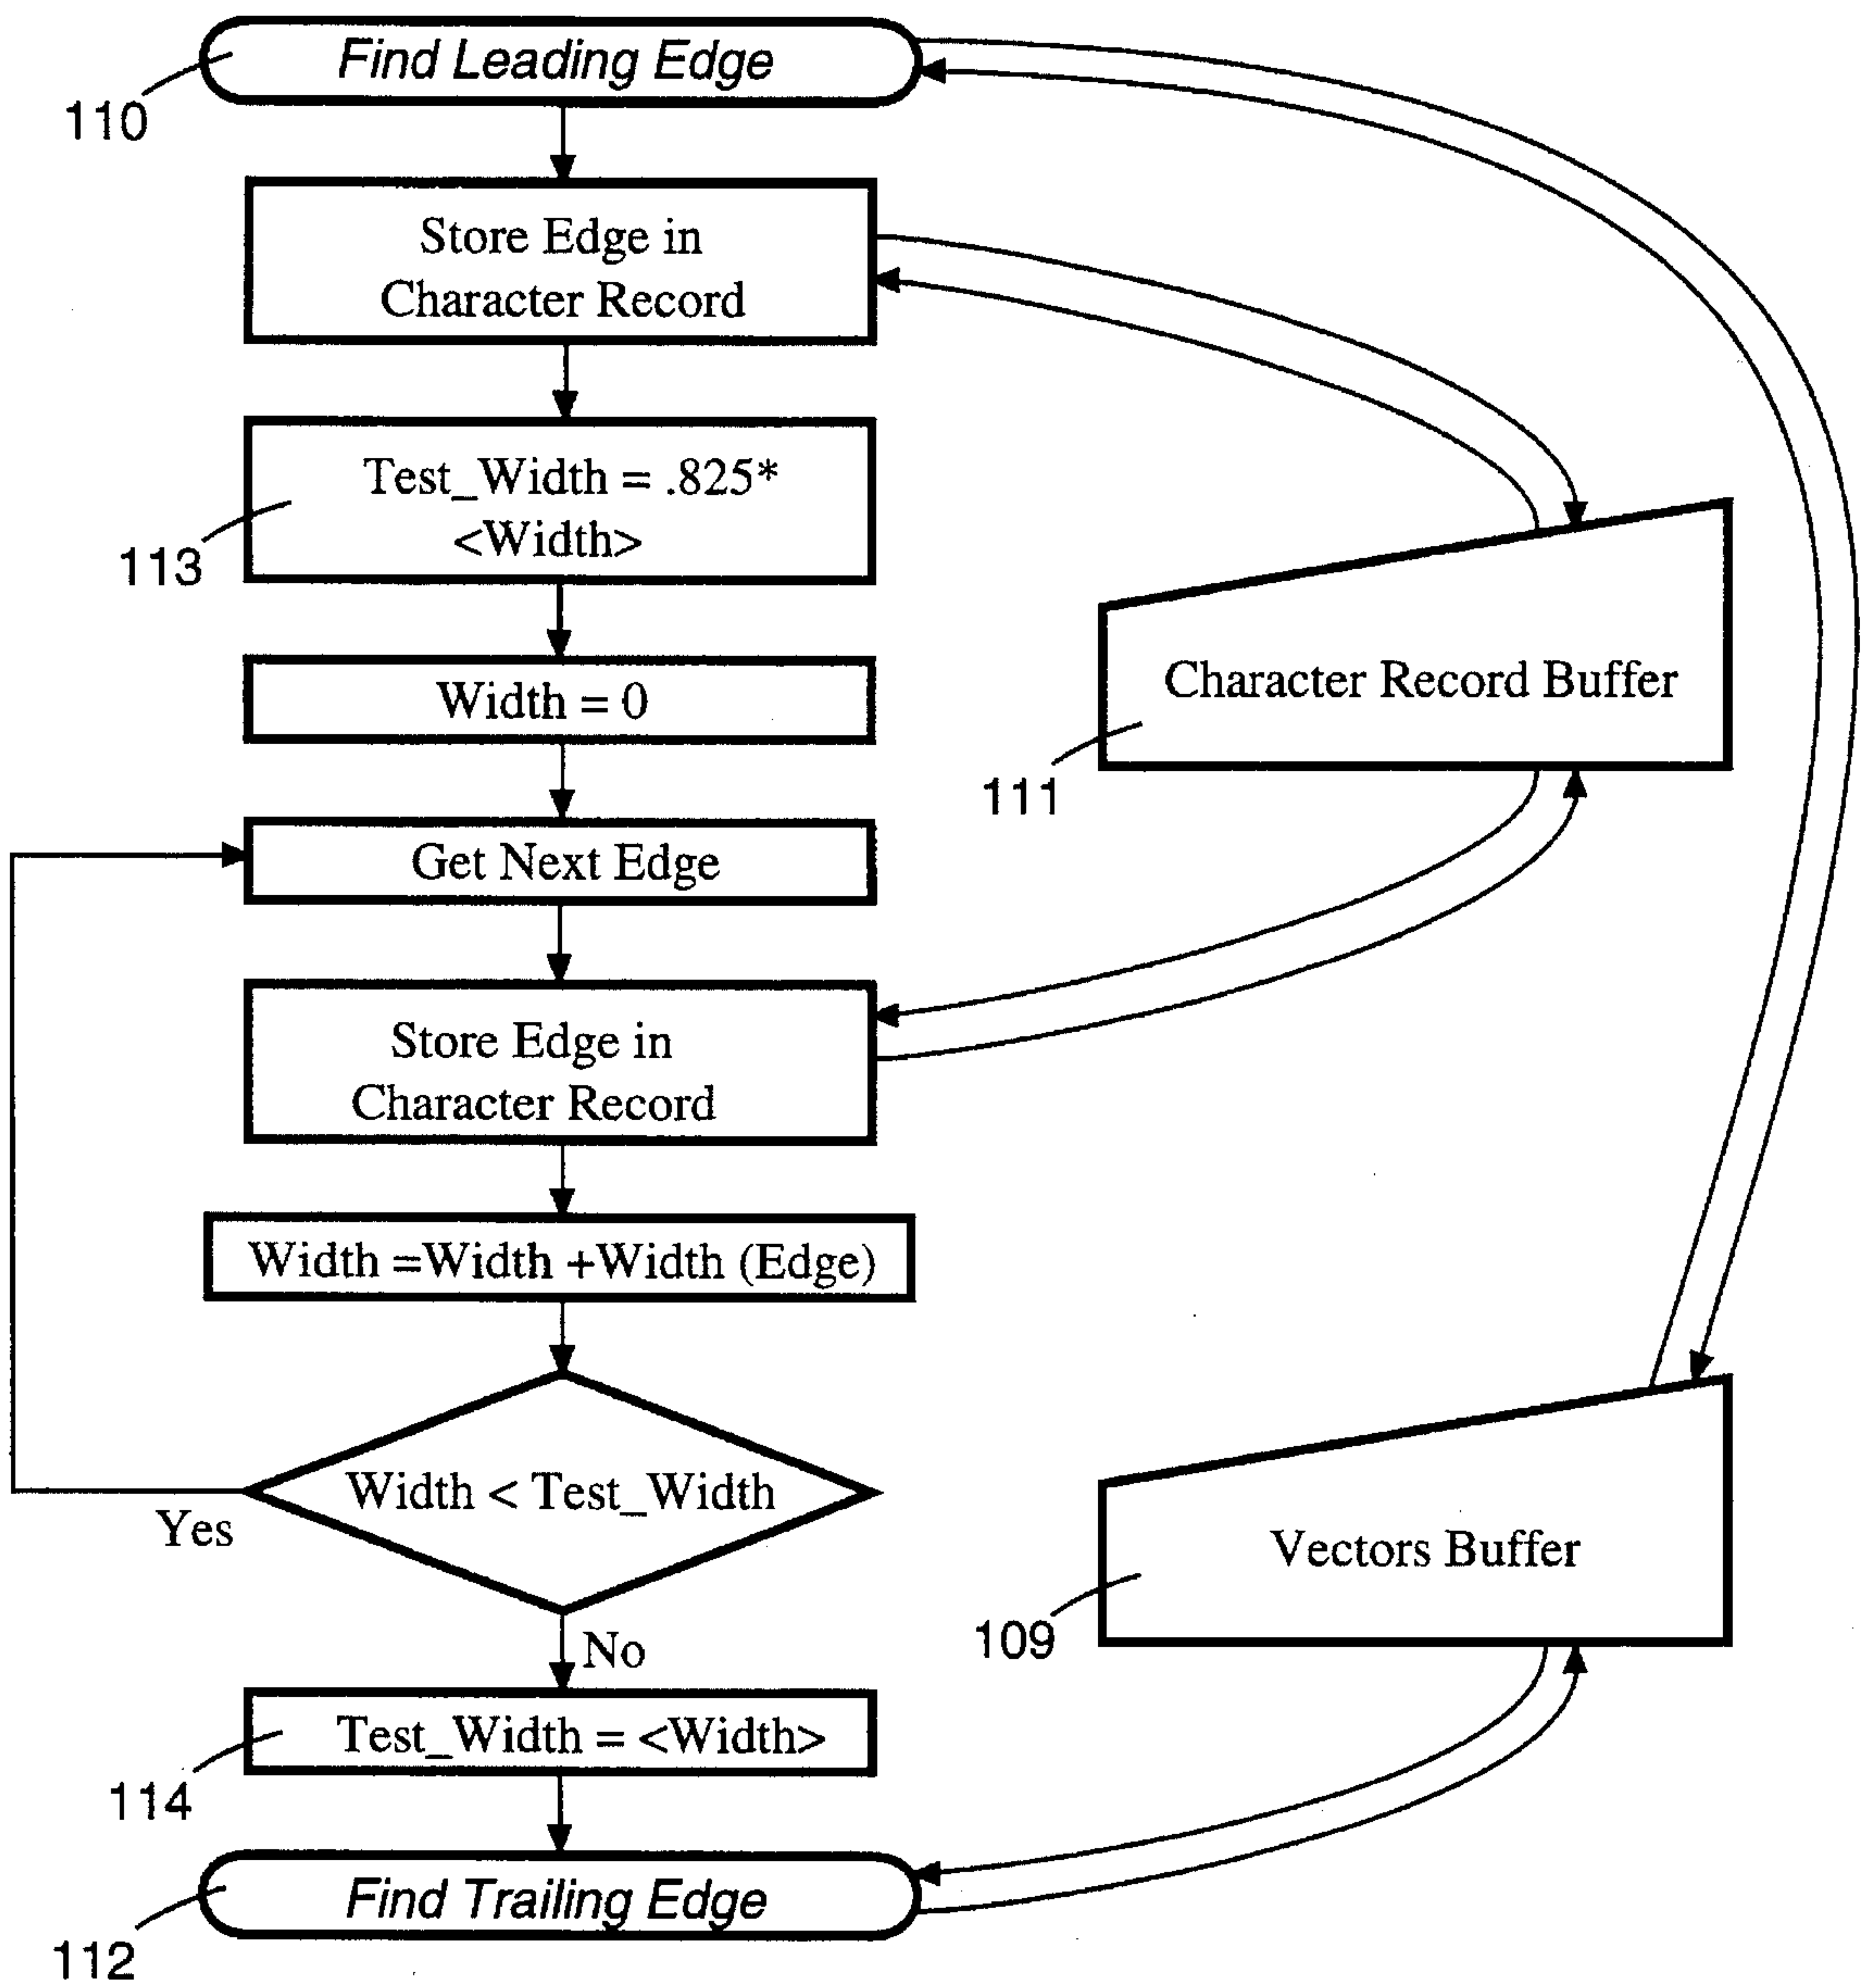 Find Leading Edge
110
Store Edge in
Character Record
Test_Width = .825*
<Width>
113
Width = 0
Character Record Buffer
111
Get Next Edge
Store Edge in
Character Record
Width =Width +Width (Edge)
Width < Test_Width
Yes
Vectors Buffer
109
No
Test_Width = <Width>
114
Find Trailing Edge
112